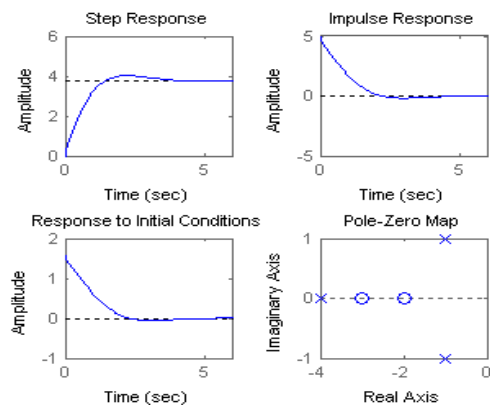 Step Response
6
4
2
0
0
5
Amplitude
Time (sec)
Impulse Response
5
0
-5
0
5
Amplitude
Time (sec)
Response to Initial Conditions
2
1
0
-1
0
5
Amplitude
Time (sec)
Pole-Zero Map
1
0
-1
-4
-2
0
Imaginary Axis
Real Axis